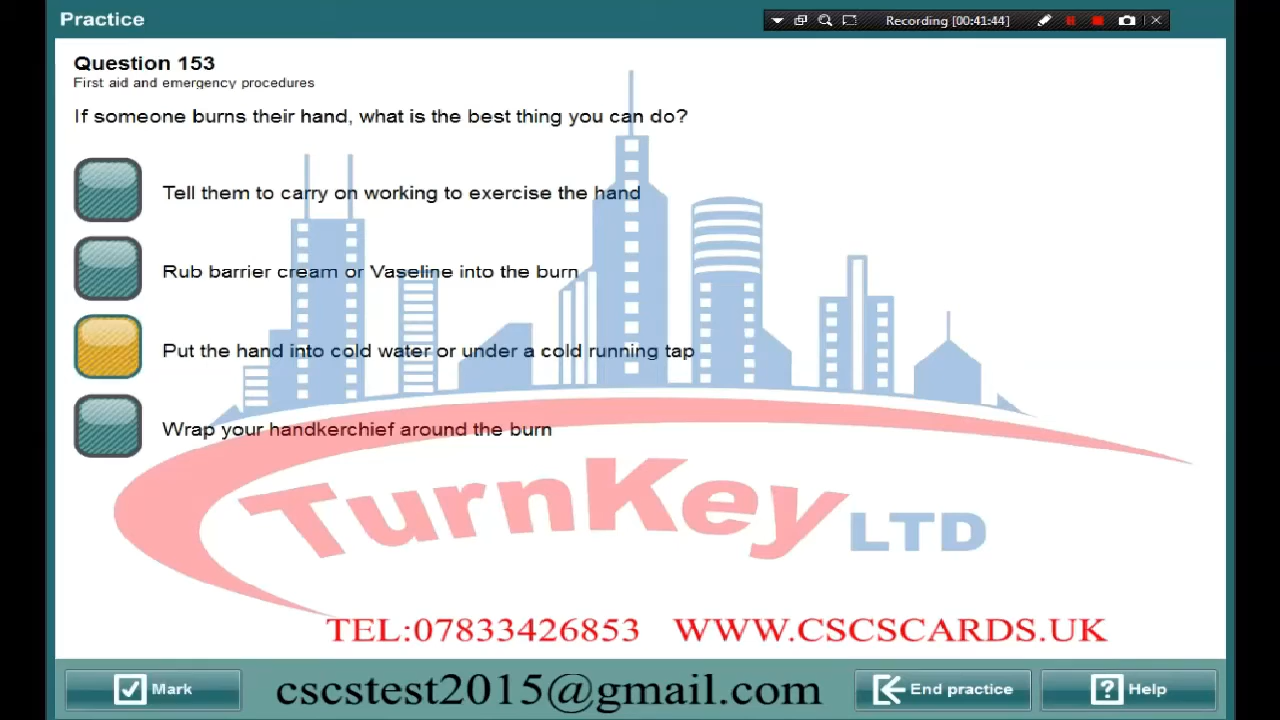 Practice
Recording [00:41:44]
Question 153
First aid and emergency procedures
If someone burns their hand, what is the best thing you can do?
Tell them to carry on working to exercise the hand
Rub barrier cream or Vaseline into the burn
Put the hand into cold water or under a cold running tap
Wrap your handkerchief around the burn
TurnKey LTD
TEL:07833426853 WWW.CSCSCARDS.UK
Mark
cscstest2015@gmail.com
End practice
? Help